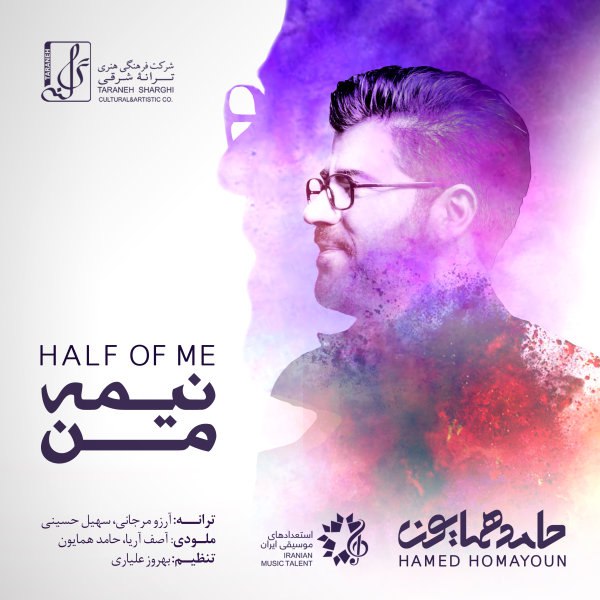 TARANEH
شرکت فرهنگی هنری
ترانهٔ شرقی
TARANEH SHARGHI
CULTURAL&ARTISTIC CO.
HALF OF ME
نیمه
من
ترانه: آرزو مرجانی، سهیل حسینی
ملودی: آصف آریا، حامد همایون
تنظیم: بهروز علیاری
استعدادهای
موسیقی ایران
IRANIAN
MUSIC TALENT
حامد همایون
HAMED HOMAYOUN